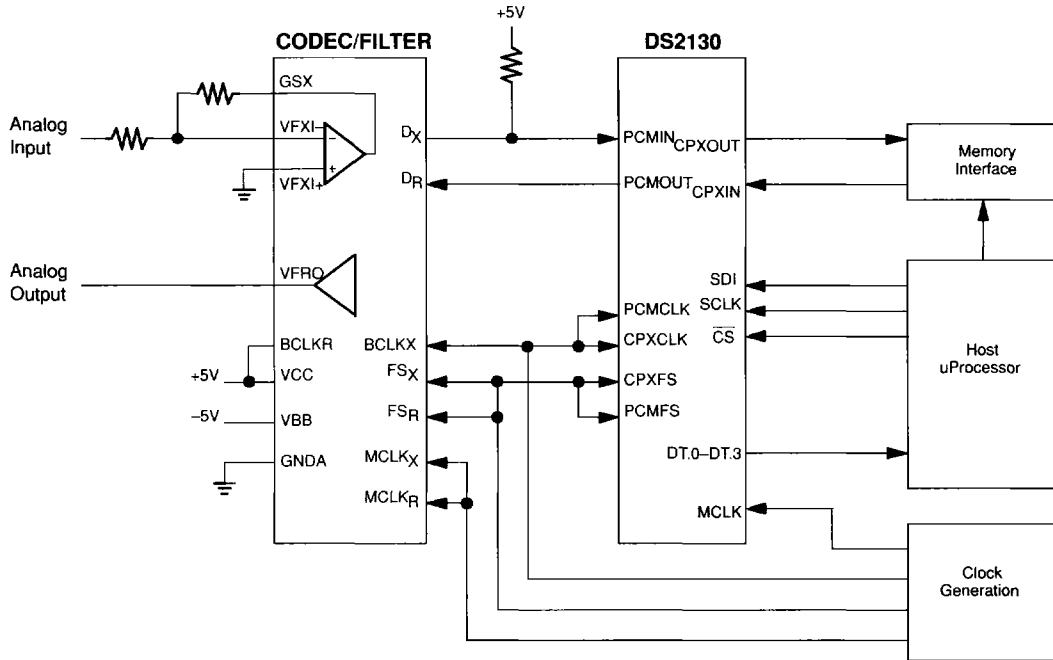 +5V
CODEC/FILTER
DS2130
GSX
Analog
Input
VFXI–
–
+
VFXI+
DX
DR
PCMIN
CPXOUT
PCMOUT
CPXIN
Memory
Interface
Analog
Output
VFRO
SDI
SCLK
CS
Host
uProcessor
PCMCLK
CPXCLK
BCLKR
BCLKX
+5V
VCC
FSX
CPXFS
–5V
VBB
FSR
PCMFS
GNDA
MCLKX
MCLKR
DT.0–DT.3
MCLK
Clock
Generation